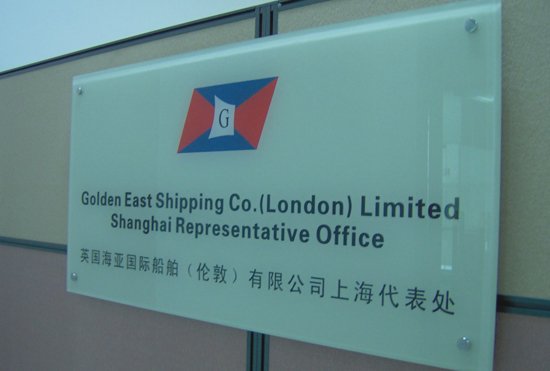 G
Golden East Shipping Co.(London) Limited
Shanghai Representative Office
英国海亚国际船舶（伦敦）有限公司上海代表处